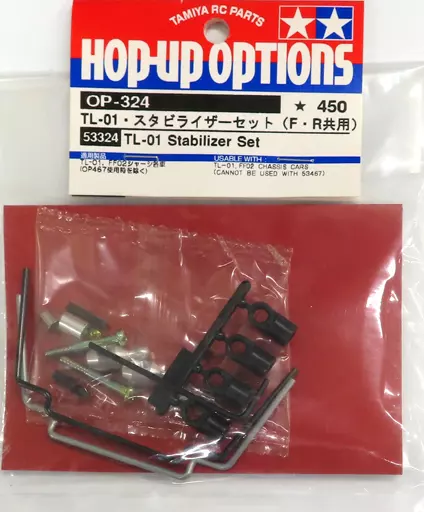 TAMIYA RC PARTS
HOP-UP OPTIONS
OP-324
★ 450
TL-01・スタビライザーセット（F・R共用）
53324 TL-01 Stabilizer Set
適用製品
TL-01、FF02シャーシ各車
(OP467使用時を除く)
USABLE WITH:
TL-01, FF02 CHASSIS CARS
(CANNOT BE USED WITH 53467)